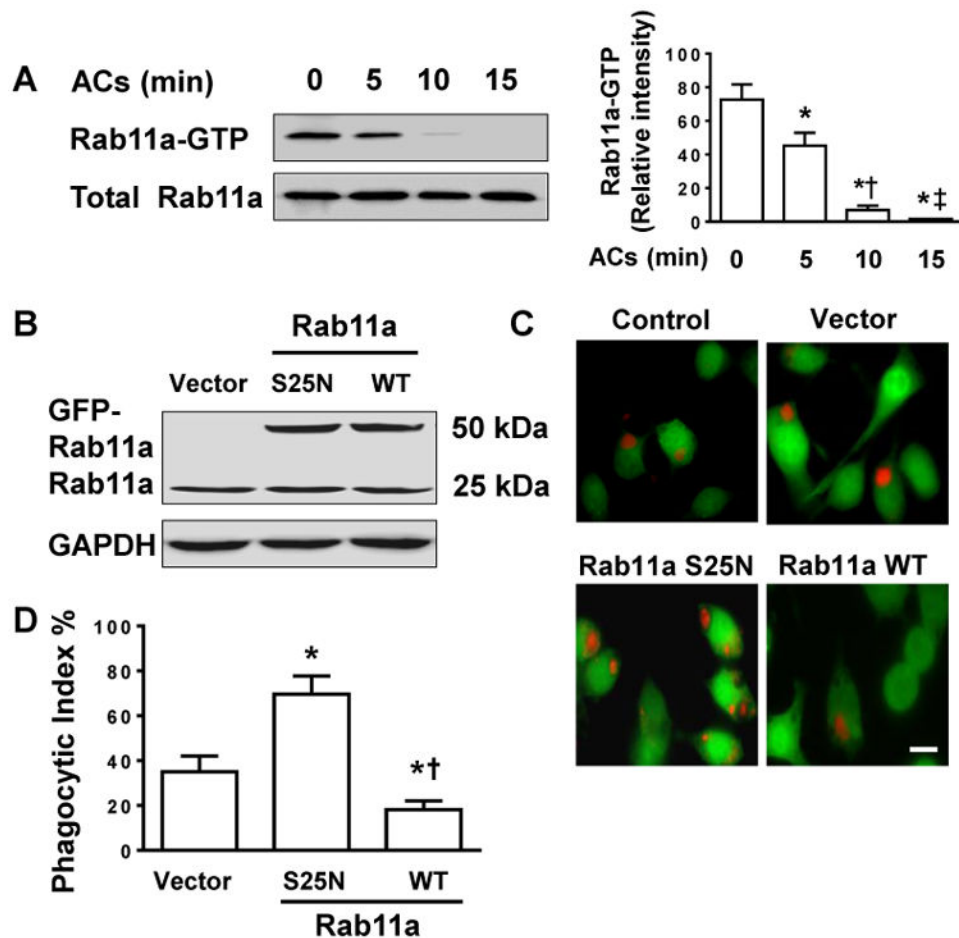 A
ACs (min) 0 5 10 15
Rab11a-GTP
Total Rab11a
Rab11a-GTP
(Relative intensity)
100
80
60
40
20
0
*
*†
*‡
ACs (min) 0 5 10 15
B
Rab11a
Vector S25N WT
GFP-
Rab11a
50 kDa
Rab11a
25 kDa
GAPDH
C
Control Vector
Rab11a S25N Rab11a WT
D
Phagocytic Index %
100
80
60
40
20
0
*
*†
Vector S25N WT
Rab11a